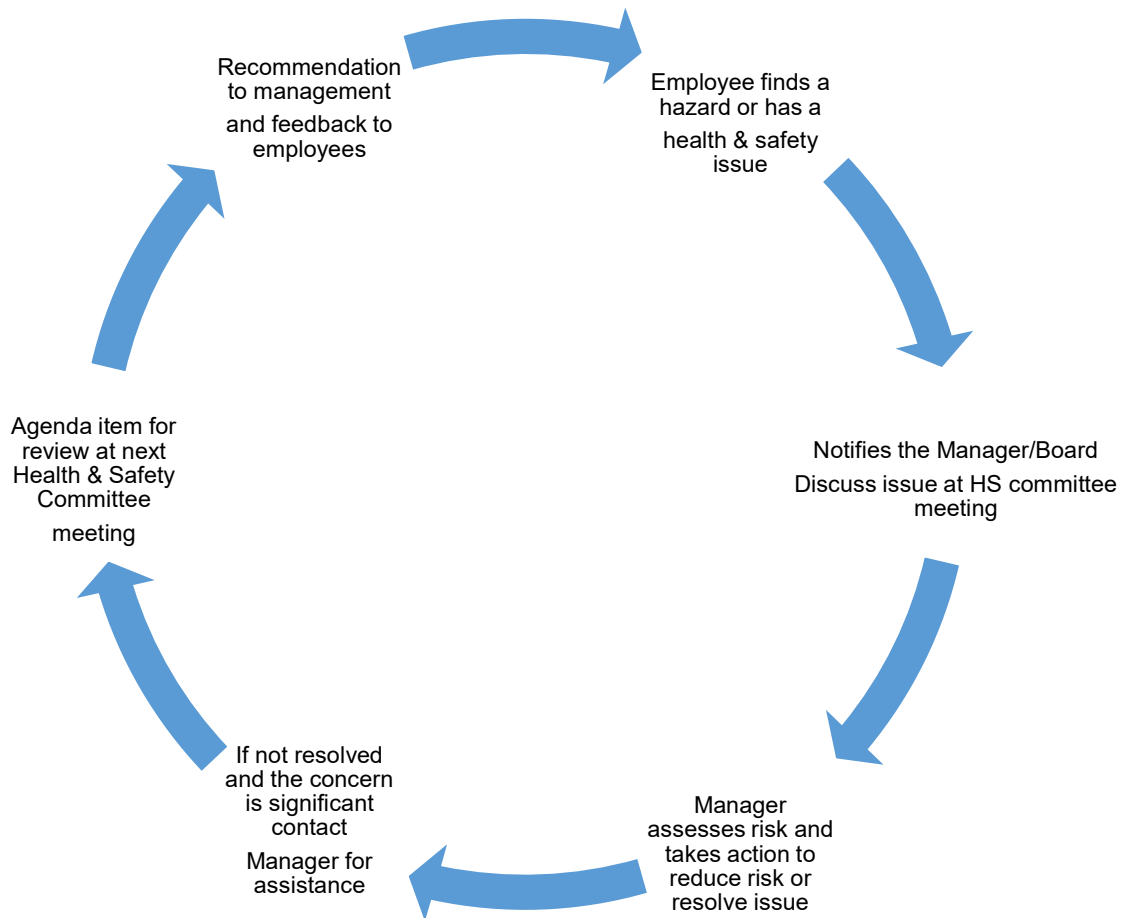 Recommendation
to management
and feedback to
employees
Employee finds a
hazard or has a
health & safety
issue
Notifies the Manager/Board
Discuss issue at HS committee
meeting
Manager
assesses risk and
takes action to
reduce risk or
resolve issue
If not resolved
and the concern
is significant
contact
Manager for
assistance
Agenda item for
review at next
Health & Safety
Committee
meeting